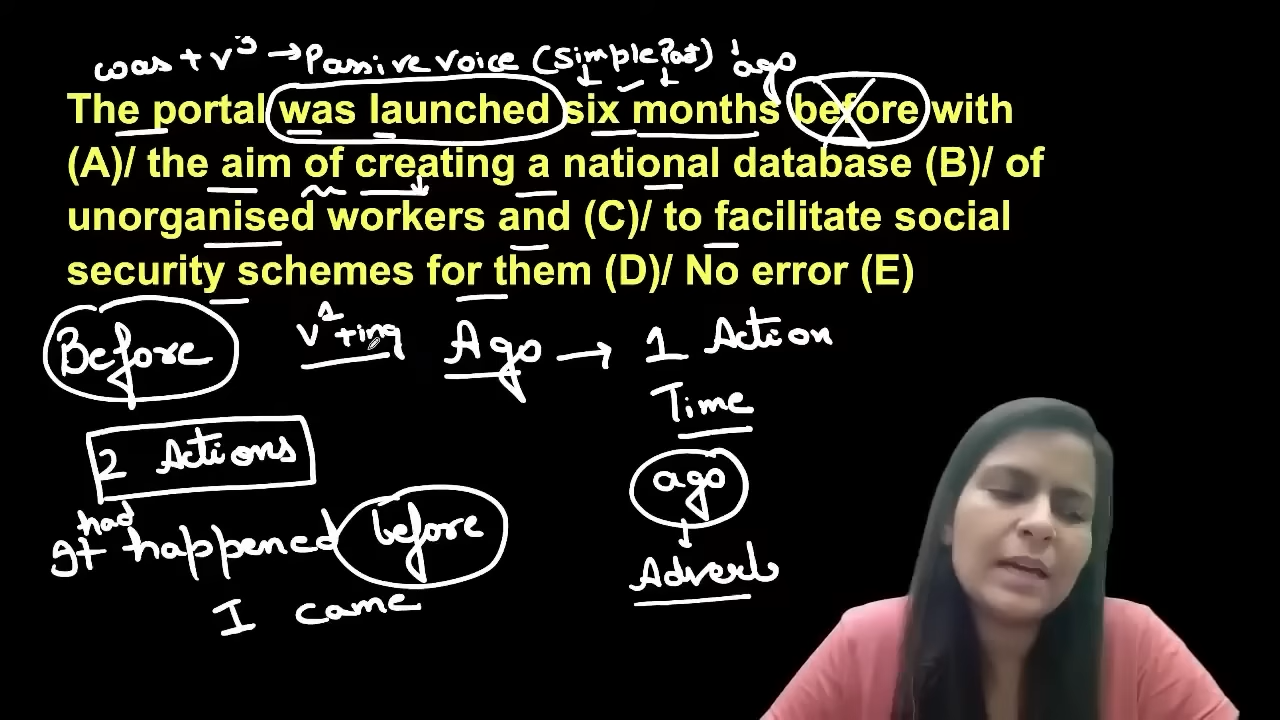 was + v³ → Passive voice (Simple Past) ago
The portal was launched six months before with
(A)/ the aim of creating a national database (B)/ of
unorganised workers and (C)/ to facilitate social
security schemes for them (D)/ No error (E)
Before v¹+ing Ago → 1 Action
Time
2 Actions
ago
had
It happened before
Adverb
I came